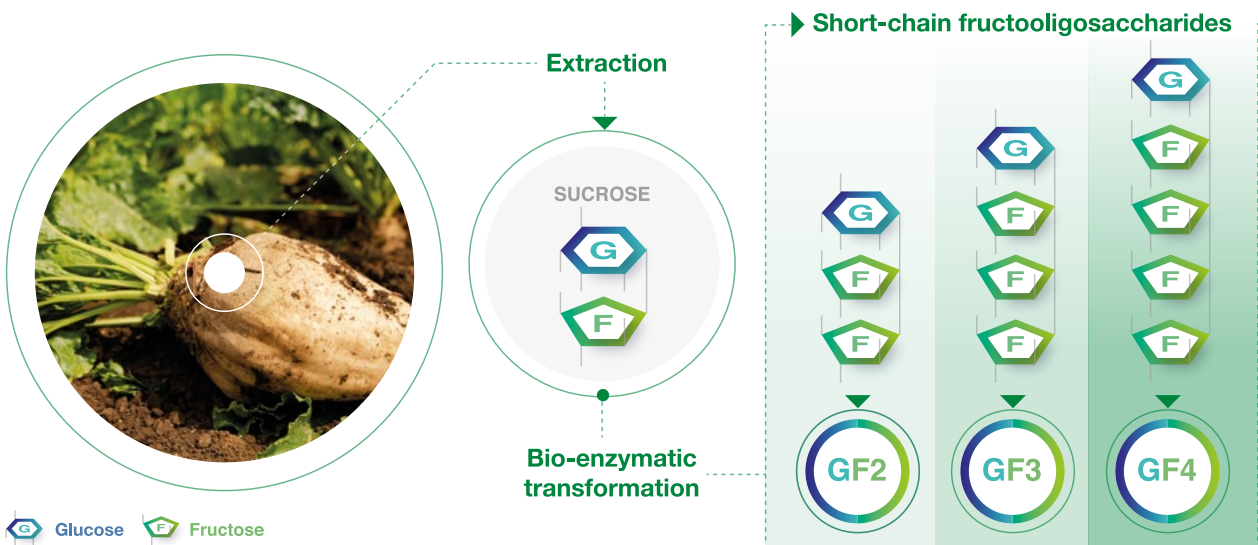 Short-chain fructooligosaccharides
Extraction
SUCROSE
G
F
G
F
F
GF2
G
F
F
F
GF3
G
F
F
F
F
GF4
Bio-enzymatic
transformation
G Glucose
F Fructose